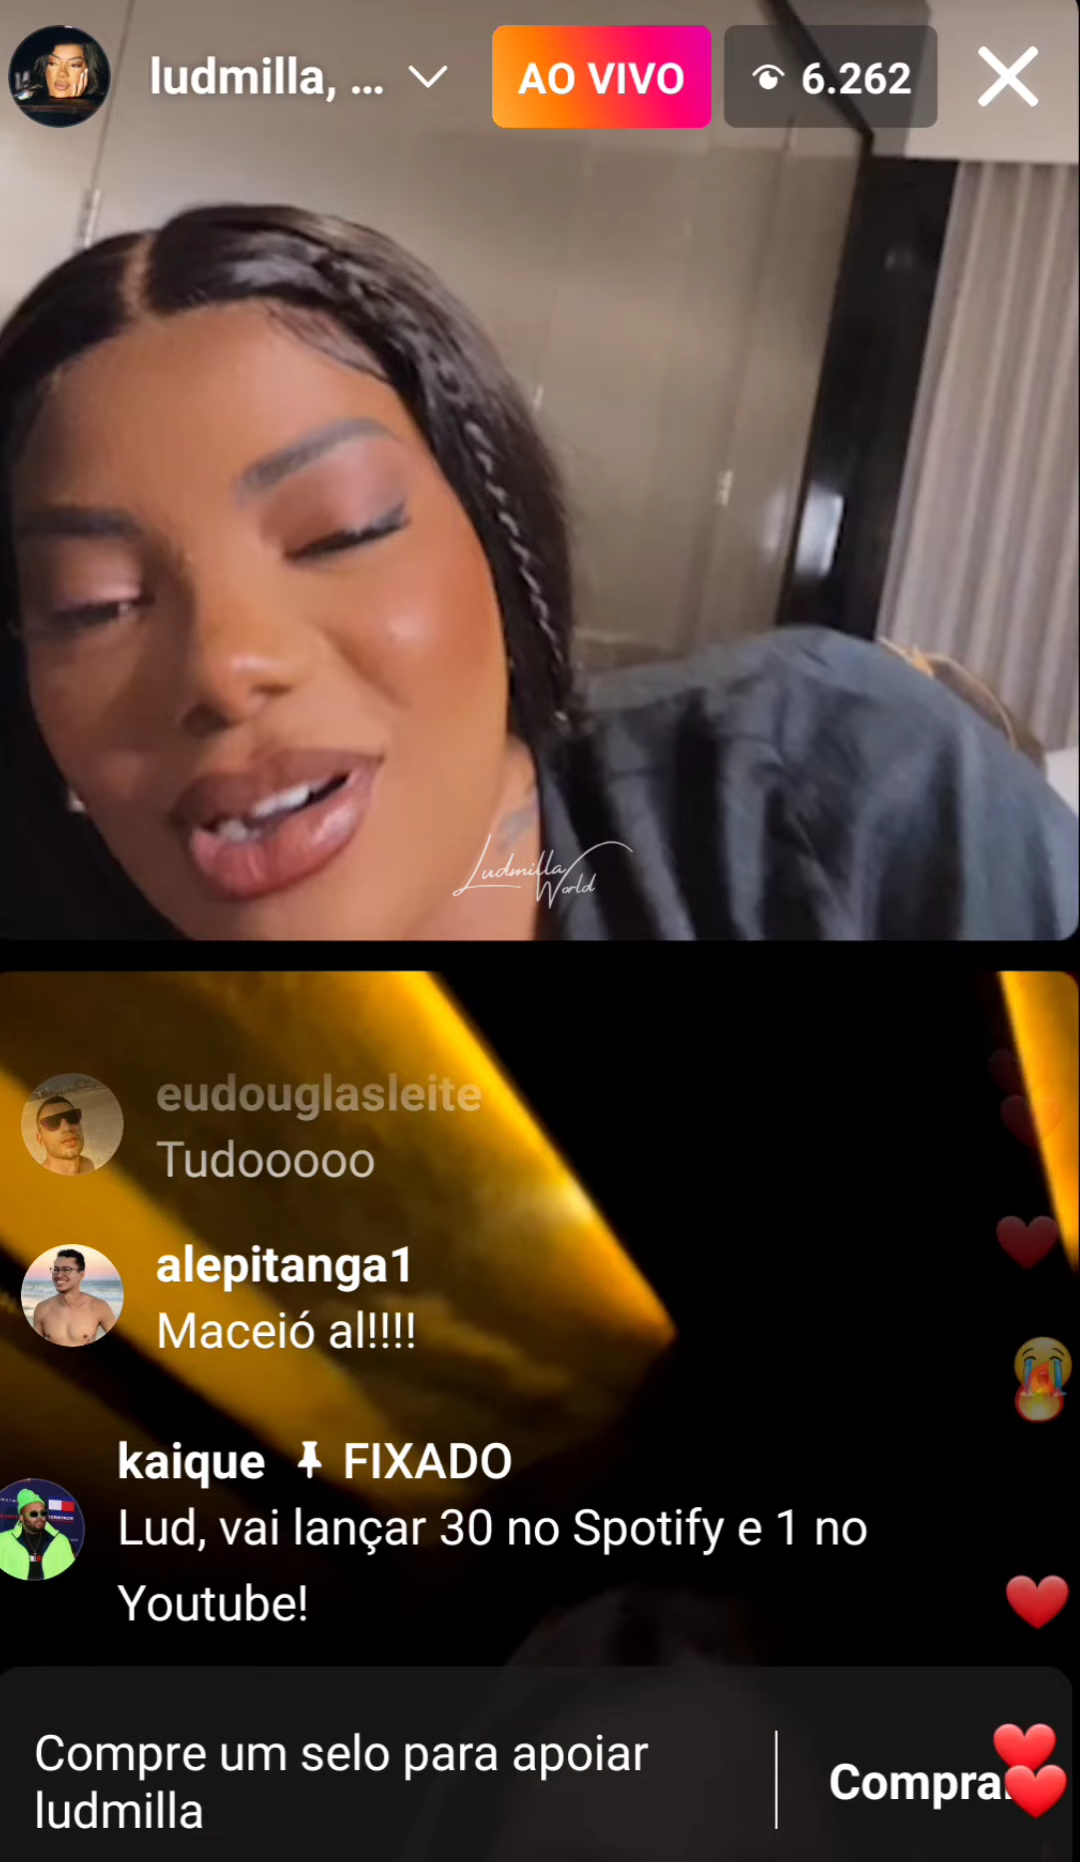 ludmilla, ...
AO VIVO
6.262
Ludmilla
World
eudouglasleite
Tudooooo
alepitanga1
Maceió al!!!!
kaique FIXADO
Lud, vai lançar 30 no Spotify e 1 no
Youtube!
Compre um selo para apoiar
ludmilla
Compra